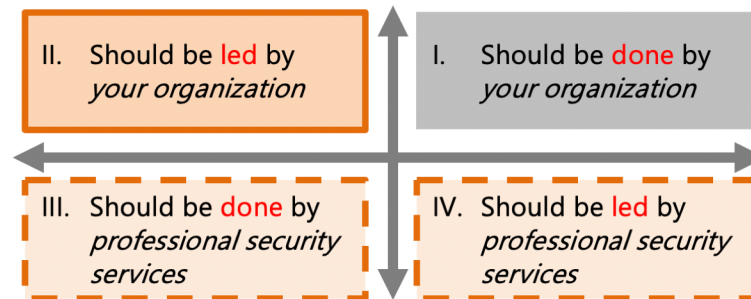 II. Should be led by
your organization
I. Should be done by
your organization
III. Should be done by
professional security
services
IV. Should be led by
professional security
services